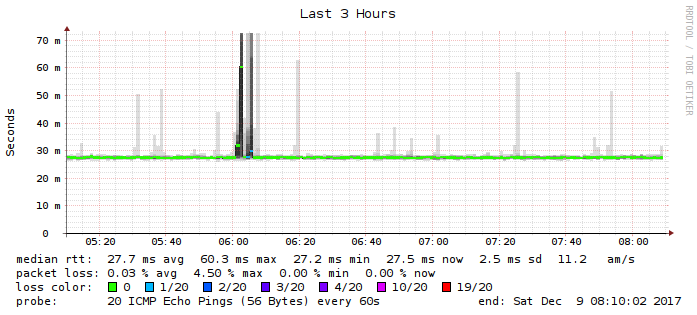 Last 3 Hours
RRDTOOL / TOBI OETIKER
Seconds
70 m
60 m
50 m
40 m
30 m
20 m
10 m
0
05:20 05:40 06:00 06:20 06:40 07:00 07:20 07:40 08:00
median rtt: 27.7 ms avg 60.3 ms max 27.2 ms min 27.5 ms now 2.5 ms sd 11.2 am/s
packet loss: 0.03 % avg 4.50 % max 0.00 % min 0.00 % now
loss color: 0 1/20 2/20 3/20 4/20 10/20 19/20
probe: 20 ICMP Echo Pings (56 Bytes) every 60s end: Sat Dec 9 08:10:02 2017